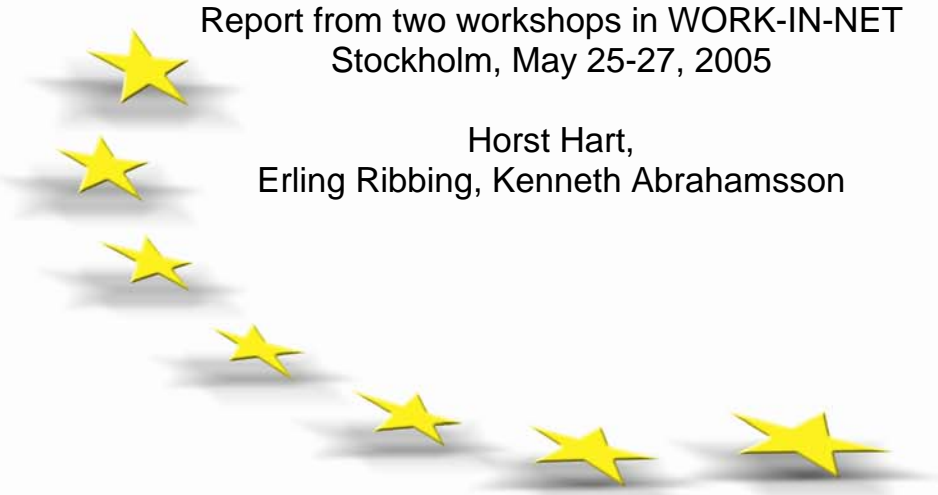 Report from two workshops in WORK-IN-NET
Stockholm, May 25-27, 2005
Horst Hart,
Erling Ribbing, Kenneth Abrahamsson